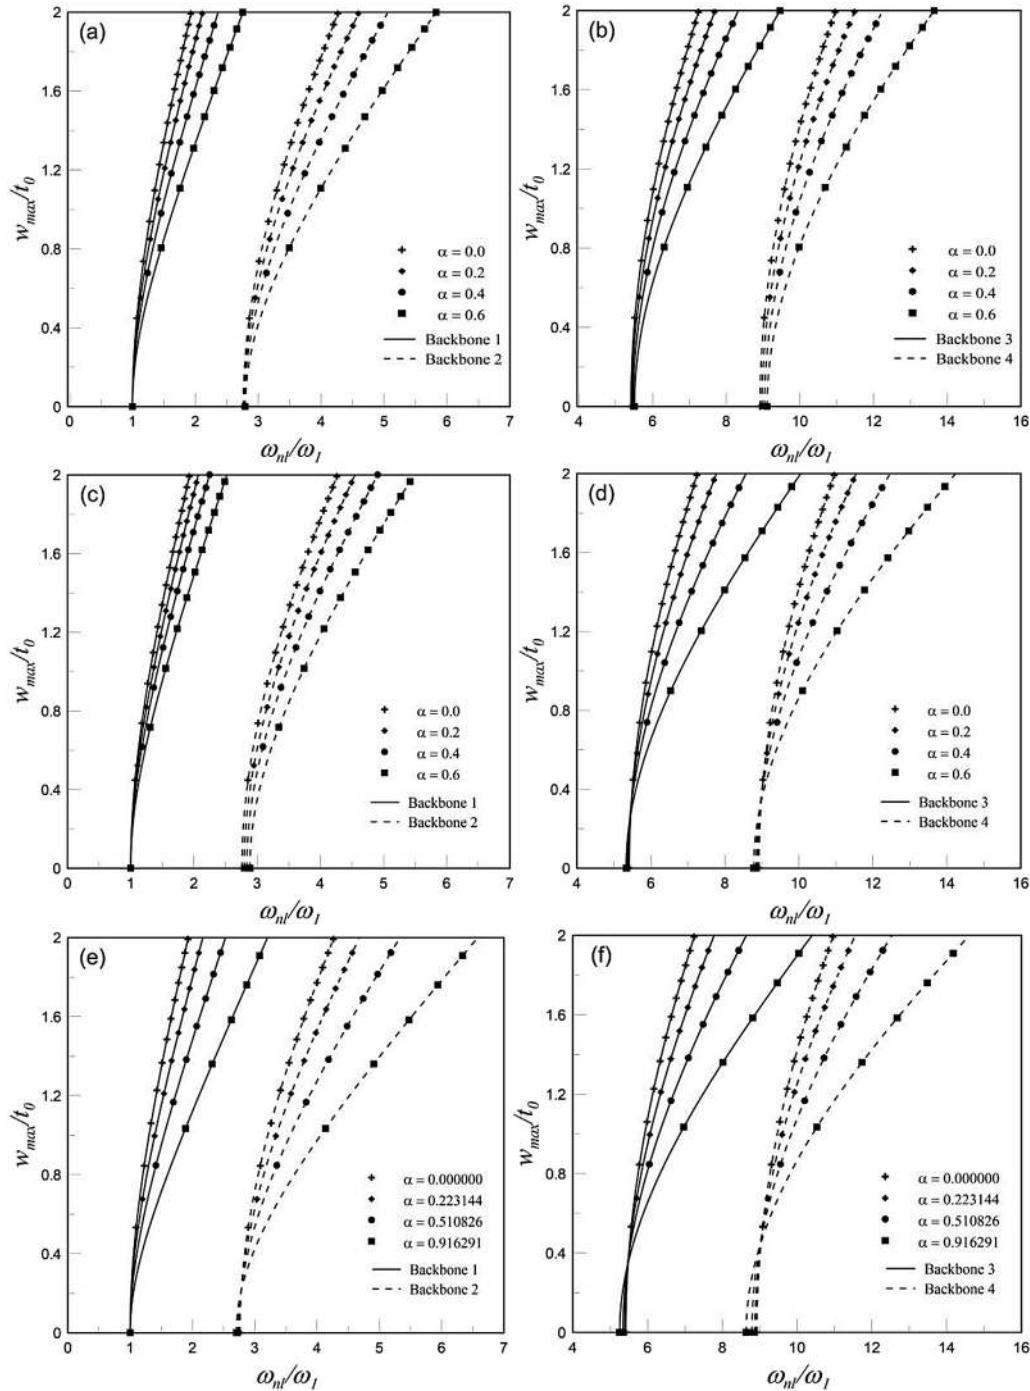 (a)
2
1.6
1.2
0.8
0.4
0
w_max/t_0
+ α = 0.0
◆ α = 0.2
● α = 0.4
■ α = 0.6
Backbone 1
Backbone 2
0 1 2 3 4 5 6 7
ω_nl/ω_l
(b)
2
1.6
1.2
0.8
0.4
0
w_max/t_0
+ α = 0.0
◆ α = 0.2
● α = 0.4
■ α = 0.6
Backbone 3
Backbone 4
4 6 8 10 12 14 16
ω_nl/ω_l
(c)
2
1.6
1.2
0.8
0.4
0
w_max/t_0
+ α = 0.0
◆ α = 0.2
● α = 0.4
■ α = 0.6
Backbone 1
Backbone 2
0 1 2 3 4 5 6 7
ω_nl/ω_l
(d)
2
1.6
1.2
0.8
0.4
0
w_max/t_0
+ α = 0.0
◆ α = 0.2
● α = 0.4
■ α = 0.6
Backbone 3
Backbone 4
4 6 8 10 12 14 16
ω_nl/ω_l
(e)
2
1.6
1.2
0.8
0.4
0
w_max/t_0
+ α = 0.000000
◆ α = 0.223144
● α = 0.510826
■ α = 0.916291
Backbone 1
Backbone 2
0 1 2 3 4 5 6 7
ω_nl/ω_l
(f)
2
1.6
1.2
0.8
0.4
0
w_max/t_0
+ α = 0.000000
◆ α = 0.223144
● α = 0.510826
■ α = 0.916291
Backbone 3
Backbone 4
4 6 8 10 12 14 16
ω_nl/ω_l